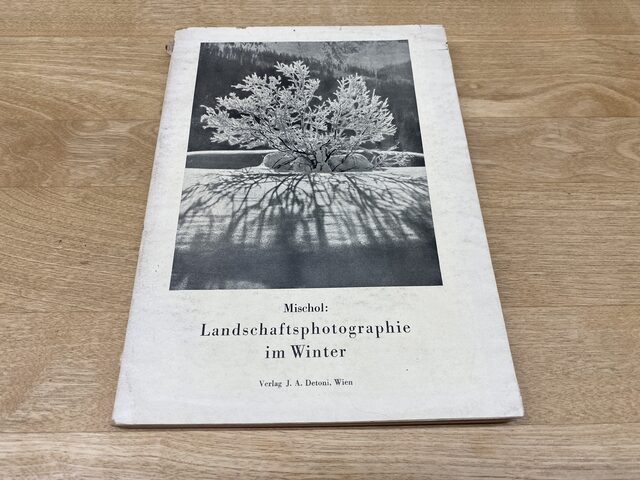 Mischol:
Landschaftsphotographie
im Winter
Verlag J. A. Detoni, Wien